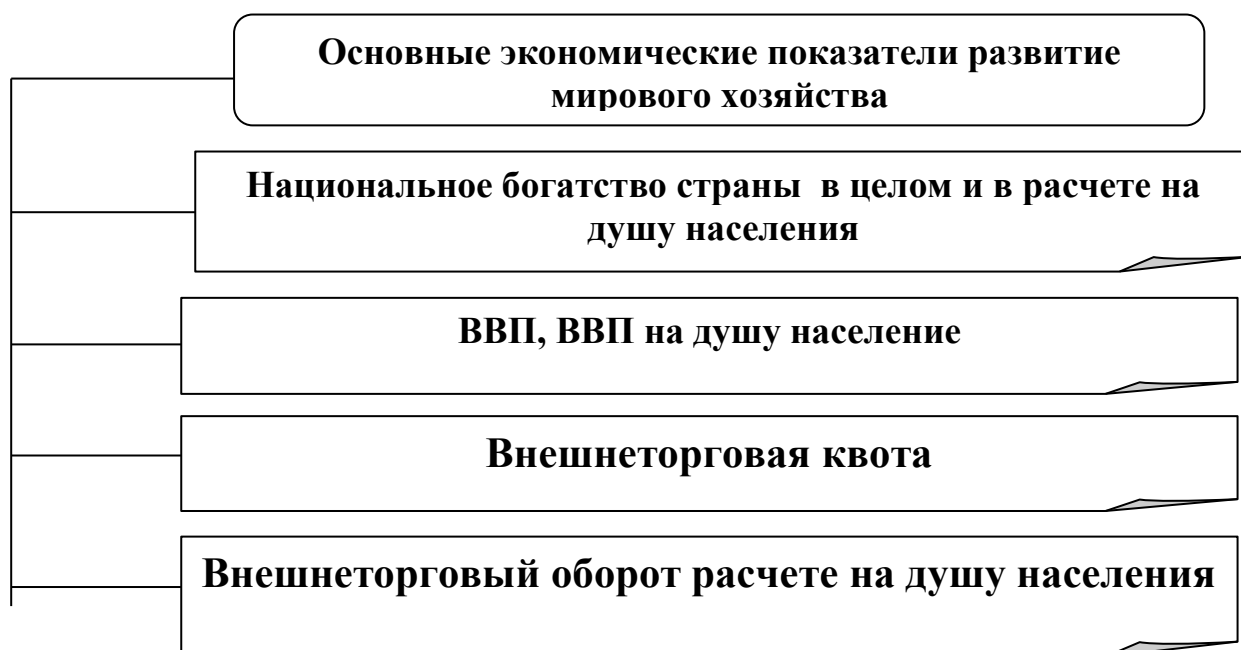 Основные экономические показатели развитие
мирового хозяйства
Национальное богатство страны в целом и в расчете на
душу населения
ВВП, ВВП на душу население
Внешнеторговая квота
Внешнеторговый оборот расчете на душу населения